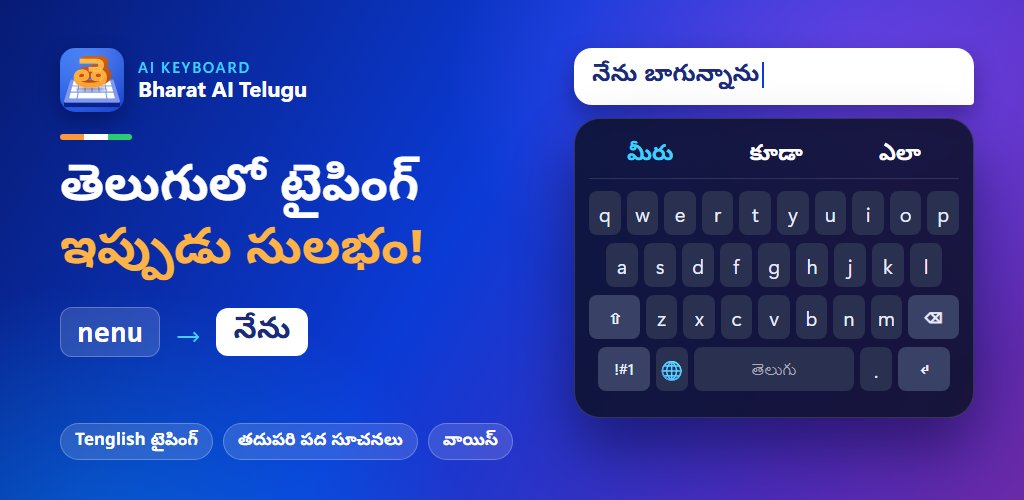 తె
AI KEYBOARD
Bharat AI Telugu
తెలుగులో టైపింగ్
ఇప్పుడు సులభం!
nenu → నేను
Tenglish టైపింగ్ తదుపరి పద సూచనలు వాయిస్
నేను బాగున్నాను
మీరు కూడా ఎలా
q w e r t y u i o p
a s d f g h j k l
⇧ z x c v b n m ⌫
!#1 🌐 తెలుగు . ↲